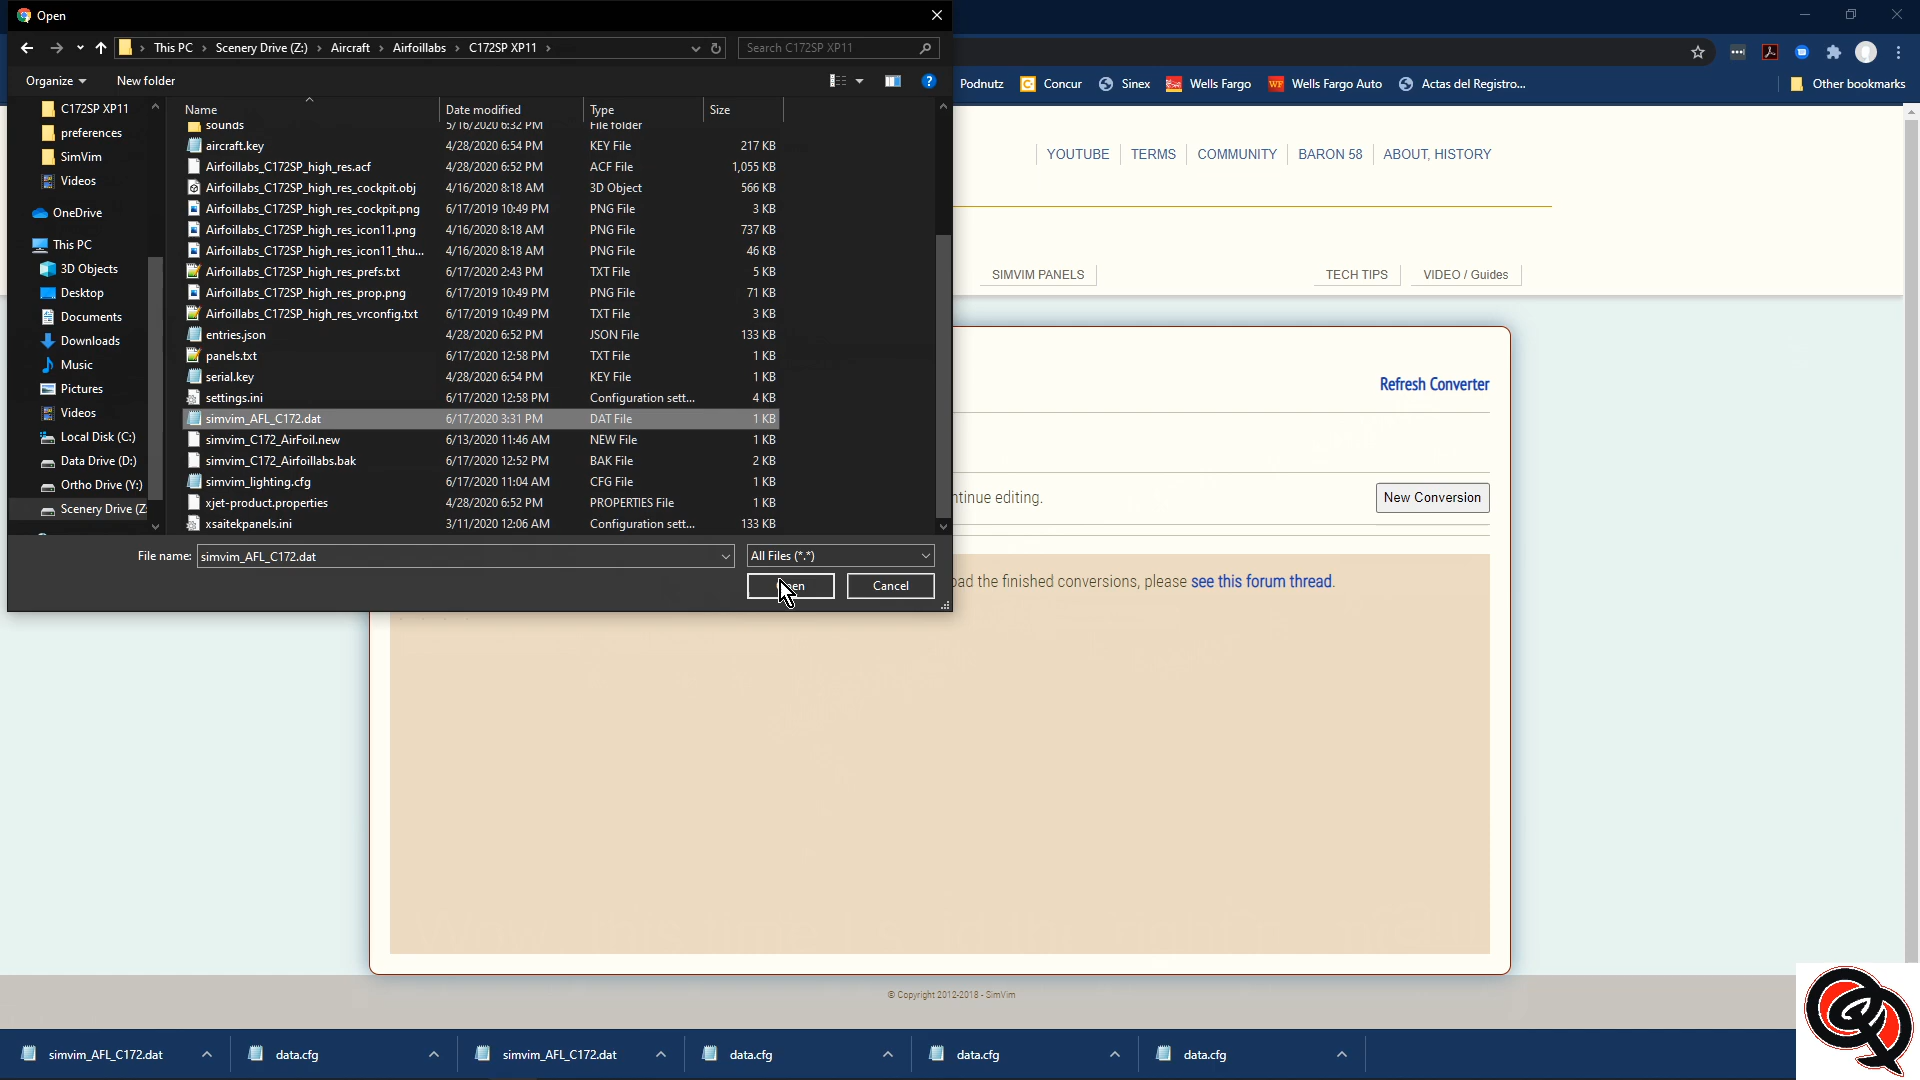 Open
This PC > Scenery Drive (Z:) > Aircraft > Airfoillabs > C172SP XP11 >
Search C172SP XP11
Organize
New folder
C172SP XP11
preferences
SimVim
Videos
OneDrive
This PC
3D Objects
Desktop
Documents
Downloads
Music
Pictures
Videos
Local Disk (C:)
Data Drive (D:)
Ortho Drive (Y:)
Scenery Drive (Z:
Name Date modified Type Size
sounds 5/16/2020 6:32 PM File folder
aircraft.key 4/28/2020 6:54 PM KEY File 217 KB
Airfoillabs_C172SP_high_res.acf 4/28/2020 6:52 PM ACF File 1,055 KB
Airfoillabs_C172SP_high_res_cockpit.obj 4/16/2020 8:18 AM 3D Object 566 KB
Airfoillabs_C172SP_high_res_cockpit.png 6/17/2019 10:49 PM PNG File 3 KB
Airfoillabs_C172SP_high_res_icon11.png 4/16/2020 8:18 AM PNG File 737 KB
Airfoillabs_C172SP_high_res_icon11_thu... 4/16/2020 8:18 AM PNG File 46 KB
Airfoillabs_C172SP_high_res_prefs.txt 6/17/2020 2:43 PM TXT File 5 KB
Airfoillabs_C172SP_high_res_prop.png 6/17/2019 10:49 PM PNG File 71 KB
Airfoillabs_C172SP_high_res_vrconfig.txt 6/17/2019 10:49 PM TXT File 3 KB
entries.json 4/28/2020 6:52 PM JSON File 133 KB
panels.txt 6/17/2020 12:58 PM TXT File 1 KB
serial.key 4/28/2020 6:54 PM KEY File 1 KB
settings.ini 6/17/2020 12:58 PM Configuration sett... 4 KB
simvim_AFL_C172.dat 6/17/2020 3:31 PM DAT File 1 KB
simvim_C172_AirFoil.new 6/13/2020 11:46 AM NEW File 1 KB
simvim_C172_Airfoillabs.bak 6/17/2020 12:52 PM BAK File 2 KB
simvim_lighting.cfg 6/17/2020 11:04 AM CFG File 1 KB
xjet-product.properties 4/28/2020 6:52 PM PROPERTIES File 1 KB
xsaitekpanels.ini 3/11/2020 12:06 AM Configuration sett... 133 KB
File name: simvim_AFL_C172.dat
All Files (*.*)
Open
Cancel
Podnutz Concur Sinex Wells Fargo Wells Fargo Auto Actas del Registro... Other bookmarks
YOUTUBE TERMS COMMUNITY BARON 58 ABOUT, HISTORY
SIMVIM PANELS TECH TIPS VIDEO / Guides
Refresh Converter
ntinue editing.
New Conversion
oad the finished conversions, please see this forum thread.
© Copyright 2012-2018 - SimVim
simvim_AFL_C172.dat data.cfg simvim_AFL_C172.dat data.cfg data.cfg data.cfg